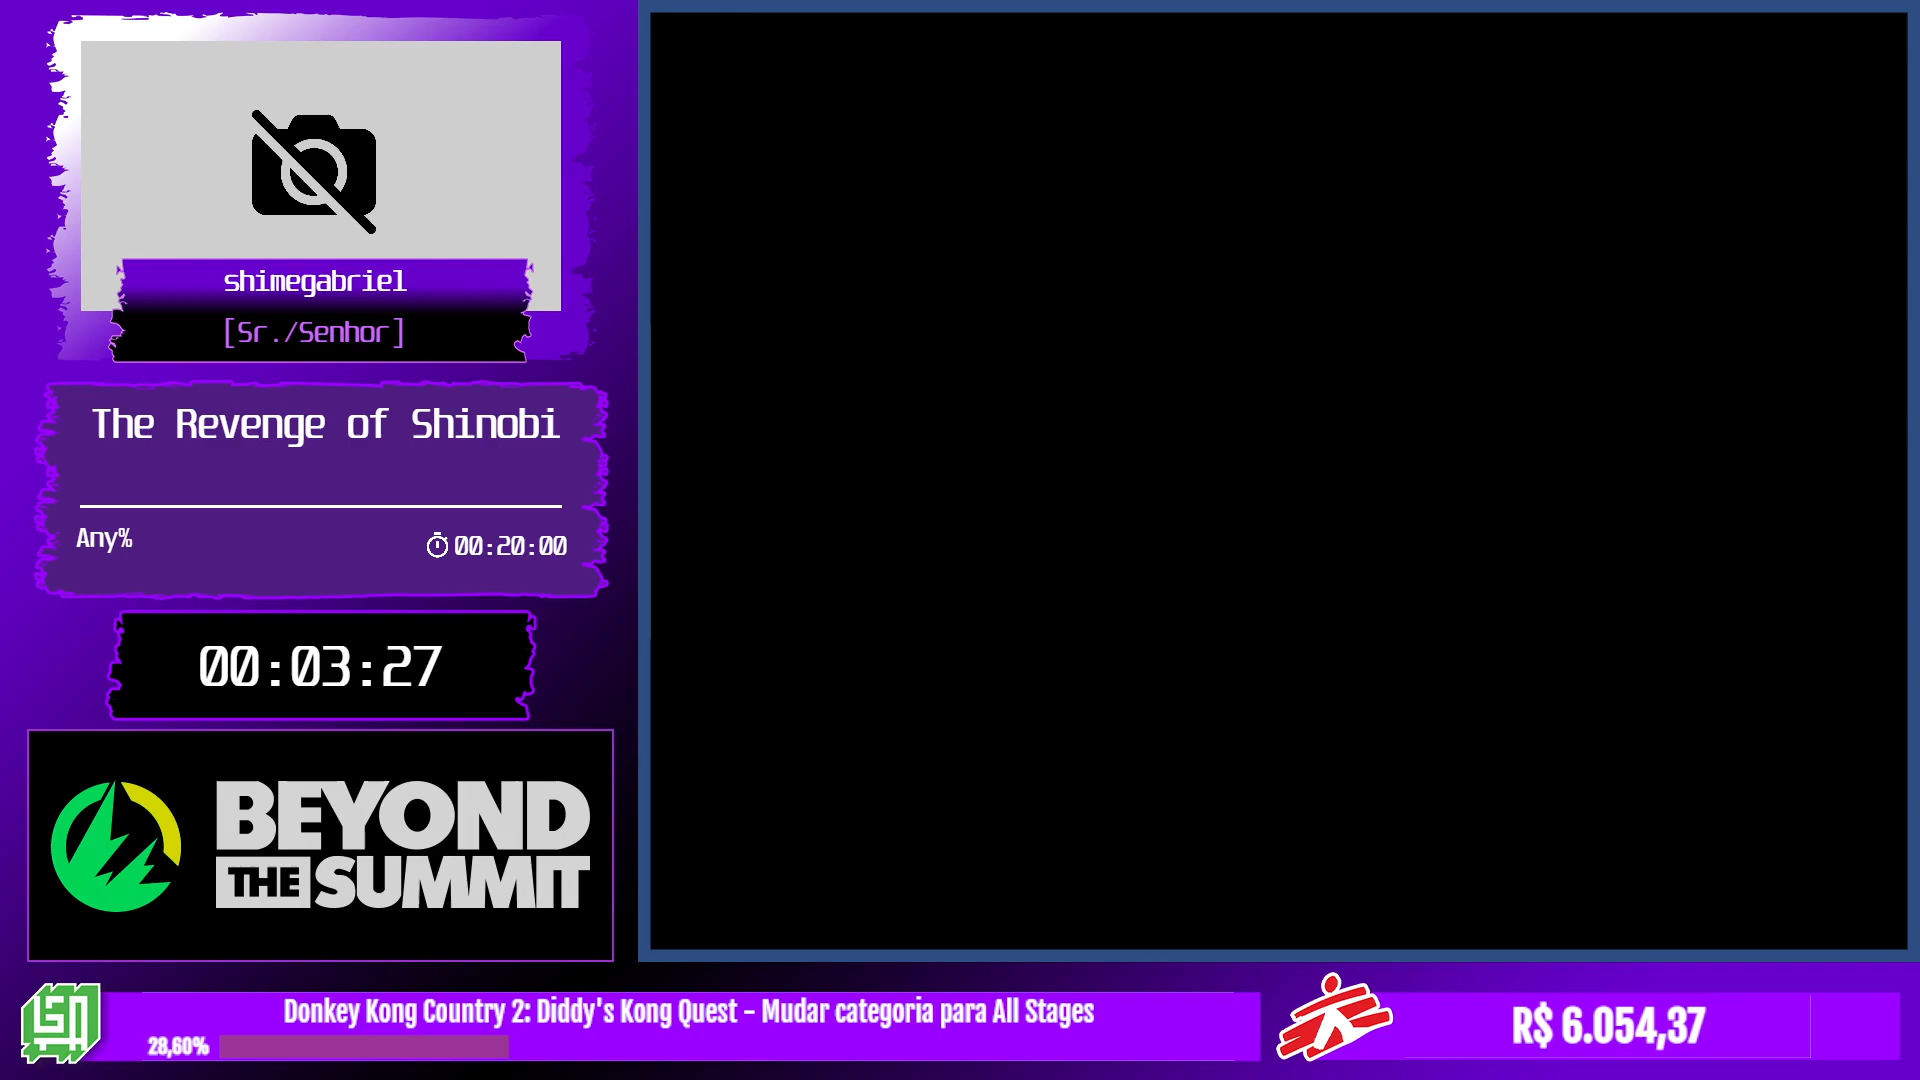 shimegabriel
[Sr./Senhor]
The Revenge of Shinobi
Any%
00:20:00
00:03:27
BEYOND
THE SUMMIT
Donkey Kong Country 2: Diddy's Kong Quest - Mudar categoria para All Stages
28,60%
R$ 6.054,37